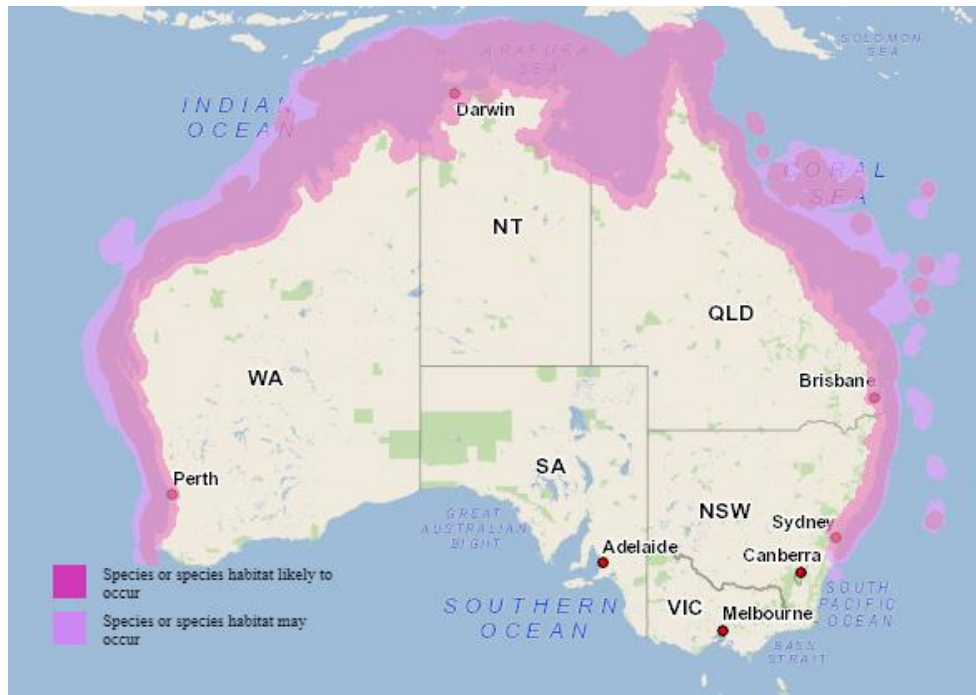 SOLOMON
SEA
ARAFURA
SEA
INDIAN
OCEAN
Darwin
CORAL
SEA
NT
QLD
WA
Brisbane
SA
Perth
NSW
GREAT
AUSTRALIAN
BIGHT
Sydney
Adelaide
Canberra
Species or species habitat likely to
occur
SOUTHERN
OCEAN
VIC
Melbourne
SOUTH
PACIFIC
OCEAN
Species or species habitat may
occur
BASS
STRAIT